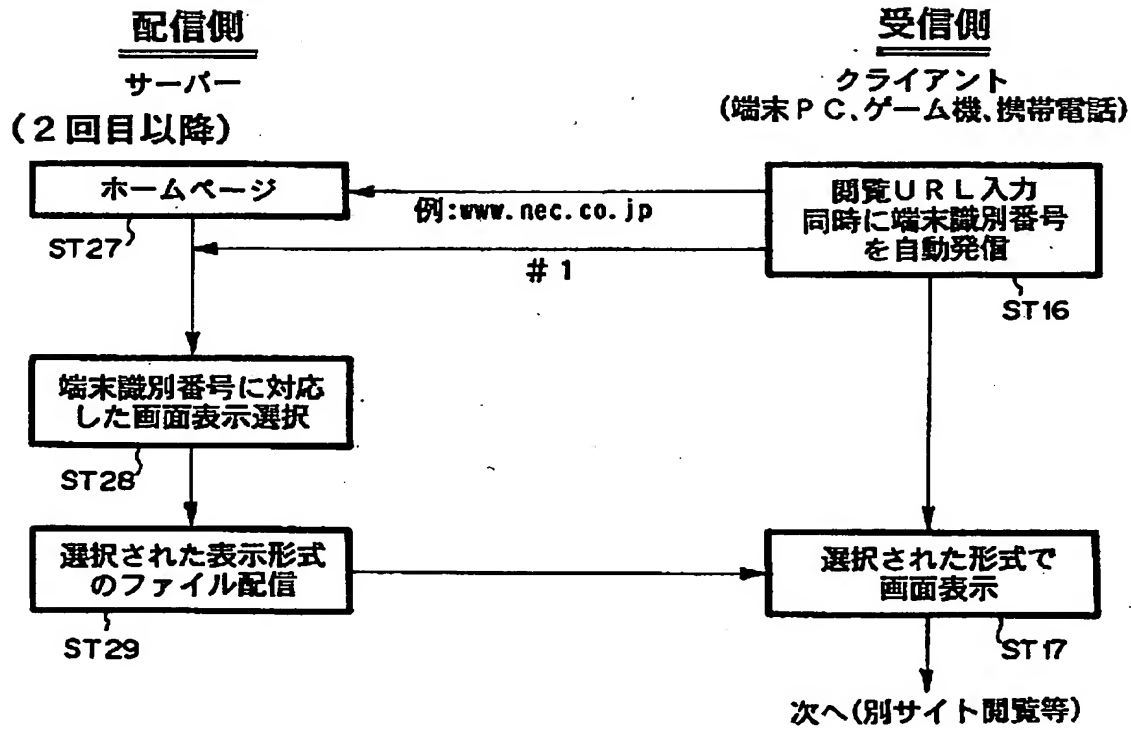 配信側
サーバー
(2回目以降)
受信側
クライアント
(端末PC、ゲーム機、携帯電話)
ホームページ
ST27
例:www.nec.co.jp
#1
閲覧URL入力
同時に端末識別番号
を自動発信
ST16
端末識別番号に対応
した画面表示選択
ST28
選択された表示形式
のファイル配信
ST29
選択された形式で
画面表示
ST17
次へ(別サイト閲覧等)